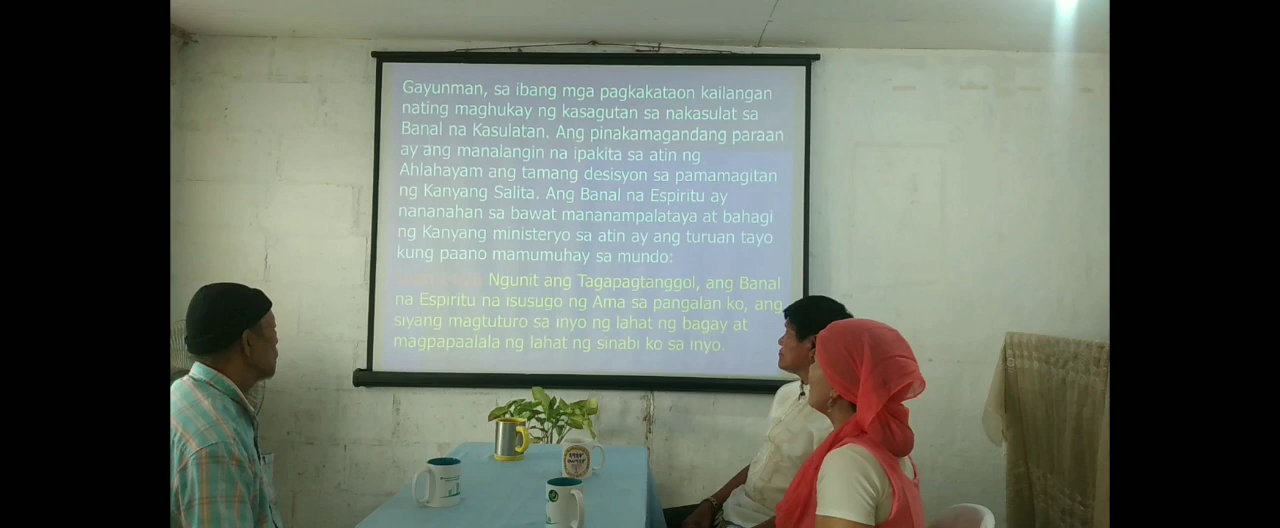 Gayunman, sa ibang mga pagkakataon kailangan
nating maghukay ng kasagutan sa nakasulat sa
Banal na Kasulatan. Ang pinakamagandang paraan
ay ang manalangin na ipakita sa atin ng
Ahlahayam ang tamang desisyon sa pamamagitan
ng Kanyang Salita. Ang Banal na Espiritu ay
nananahan sa bawat mananampalataya at bahagi
ng Kanyang ministeryo sa atin ay ang turuan tayo
kung paano mamumuhay sa mundo:
Ngunit ang Tagapagtanggol, ang Banal
na Espiritu na isusugo ng Ama sa pangalan ko, ang
siyang magtuturo sa inyo ng lahat ng bagay at
magpapaalala ng lahat ng sinabi ko sa inyo.